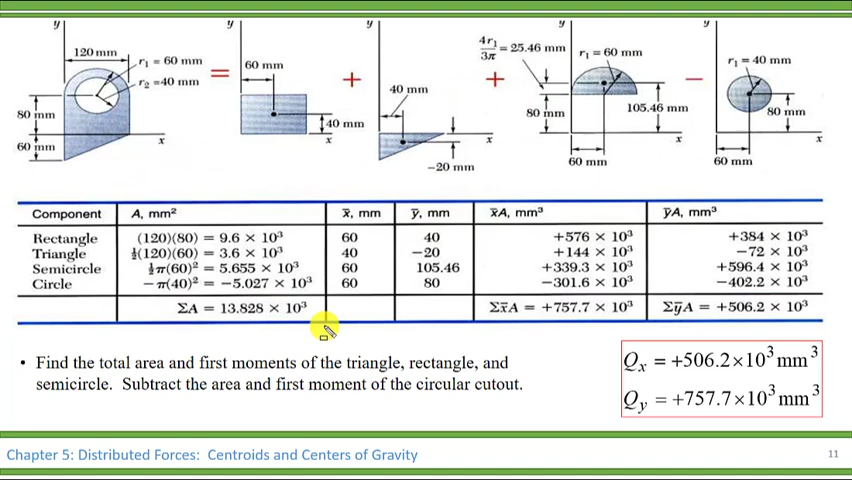 y
120 mm
r₁ = 60 mm
r₂ = 40 mm
80 mm
60 mm
x
=
y
60 mm
40 mm
x
+
y
40 mm
−20 mm
x
+
4r₁/3π = 25.46 mm
y
r₁ = 60 mm
80 mm
105.46 mm
60 mm
x
−
y
r₁ = 40 mm
80 mm
60 mm
x
Component A, mm² x̄, mm ȳ, mm x̄A, mm³ ȳA, mm³
Rectangle (120)(80) = 9.6 × 10³ 60 40 +576 × 10³ +384 × 10³
Triangle ½(120)(60) = 3.6 × 10³ 40 −20 +144 × 10³ −72 × 10³
Semicircle ½π(60)² = 5.655 × 10³ 60 105.46 +339.3 × 10³ +596.4 × 10³
Circle −π(40)² = −5.027 × 10³ 60 80 −301.6 × 10³ −402.2 × 10³
ΣA = 13.828 × 10³ Σx̄A = +757.7 × 10³ ΣȳA = +506.2 × 10³
• Find the total area and first moments of the triangle, rectangle, and
semicircle. Subtract the area and first moment of the circular cutout.
Qₓ = +506.2×10³ mm³
Q_y = +757.7×10³ mm³
Chapter 5: Distributed Forces: Centroids and Centers of Gravity
11